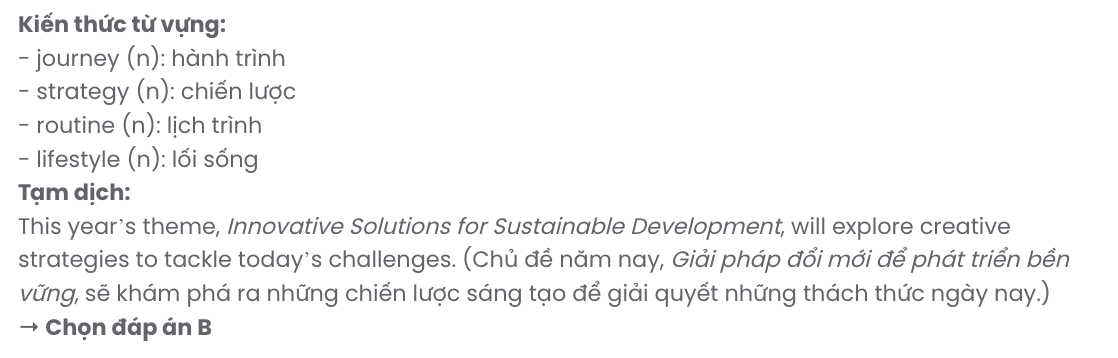 Kiến thức từ vựng:
- journey (n): hành trình
- strategy (n): chiến lược
- routine (n): lịch trình
- lifestyle (n): lối sống
Tạm dịch:
This year’s theme, Innovative Solutions for Sustainable Development, will explore creative
strategies to tackle today’s challenges. (Chủ đề năm nay, Giải pháp đổi mới để phát triển bền
vững, sẽ khám phá ra những chiến lược sáng tạo để giải quyết những thách thức ngày nay.)
→ Chọn đáp án B